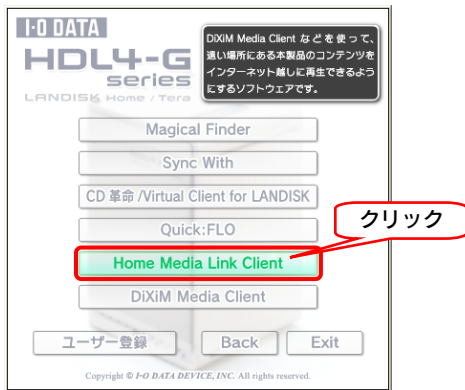 I·O DATA
HDL4-G
series
LANDISK Home / Tera
DiXiM Media Client などを使って、
遠い場所にある本製品のコンテンツを
インターネット越しに再生できるよう
にするソフトウェアです。
Magical Finder
Sync With
CD 革命 /Virtual Client for LANDISK
Quick:FLO
クリック
Home Media Link Client
DiXiM Media Client
ユーザー登録
Back
Exit
Copyright © I-O DATA DEVICE, INC. All rights reserved.